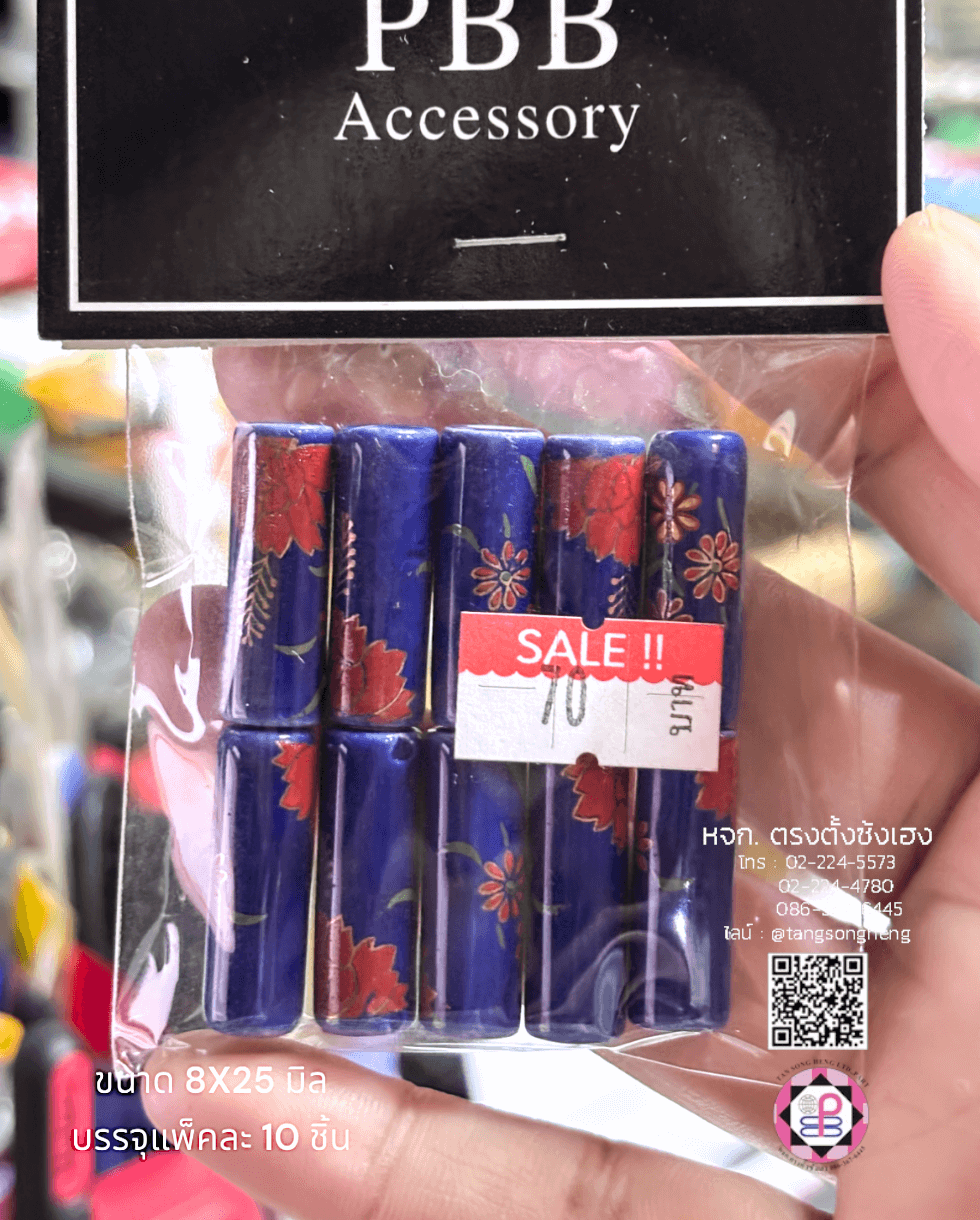 PBB
Accessory
SALE !!
70
บาท
หจก. ตรงตั้งซ้งเฮง
โทร : 02-224-5573
02-224-4780
086-
6445
ไลน์ : @tangsongheng
ขนาด 8X25 มิล
บรรจุแพ็คละ 10 ชิ้น